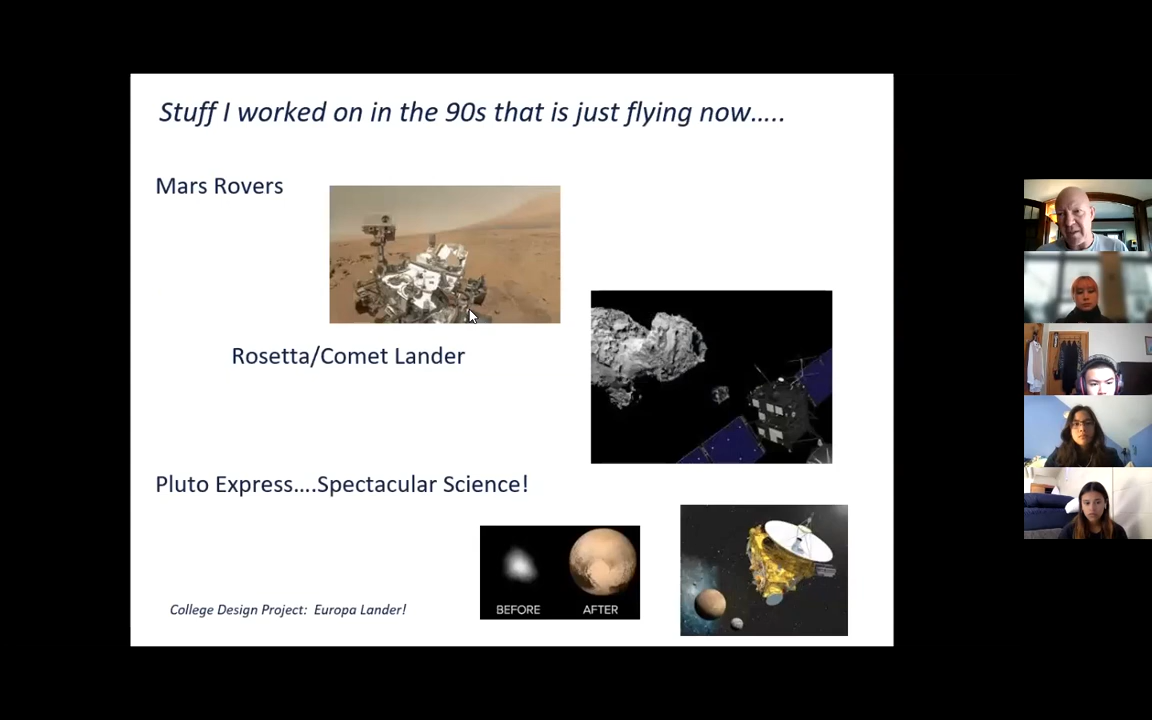 Stuff I worked on in the 90s that is just flying now…..
Mars Rovers
Rosetta/Comet Lander
Pluto Express….Spectacular Science!
BEFORE AFTER
College Design Project: Europa Lander!